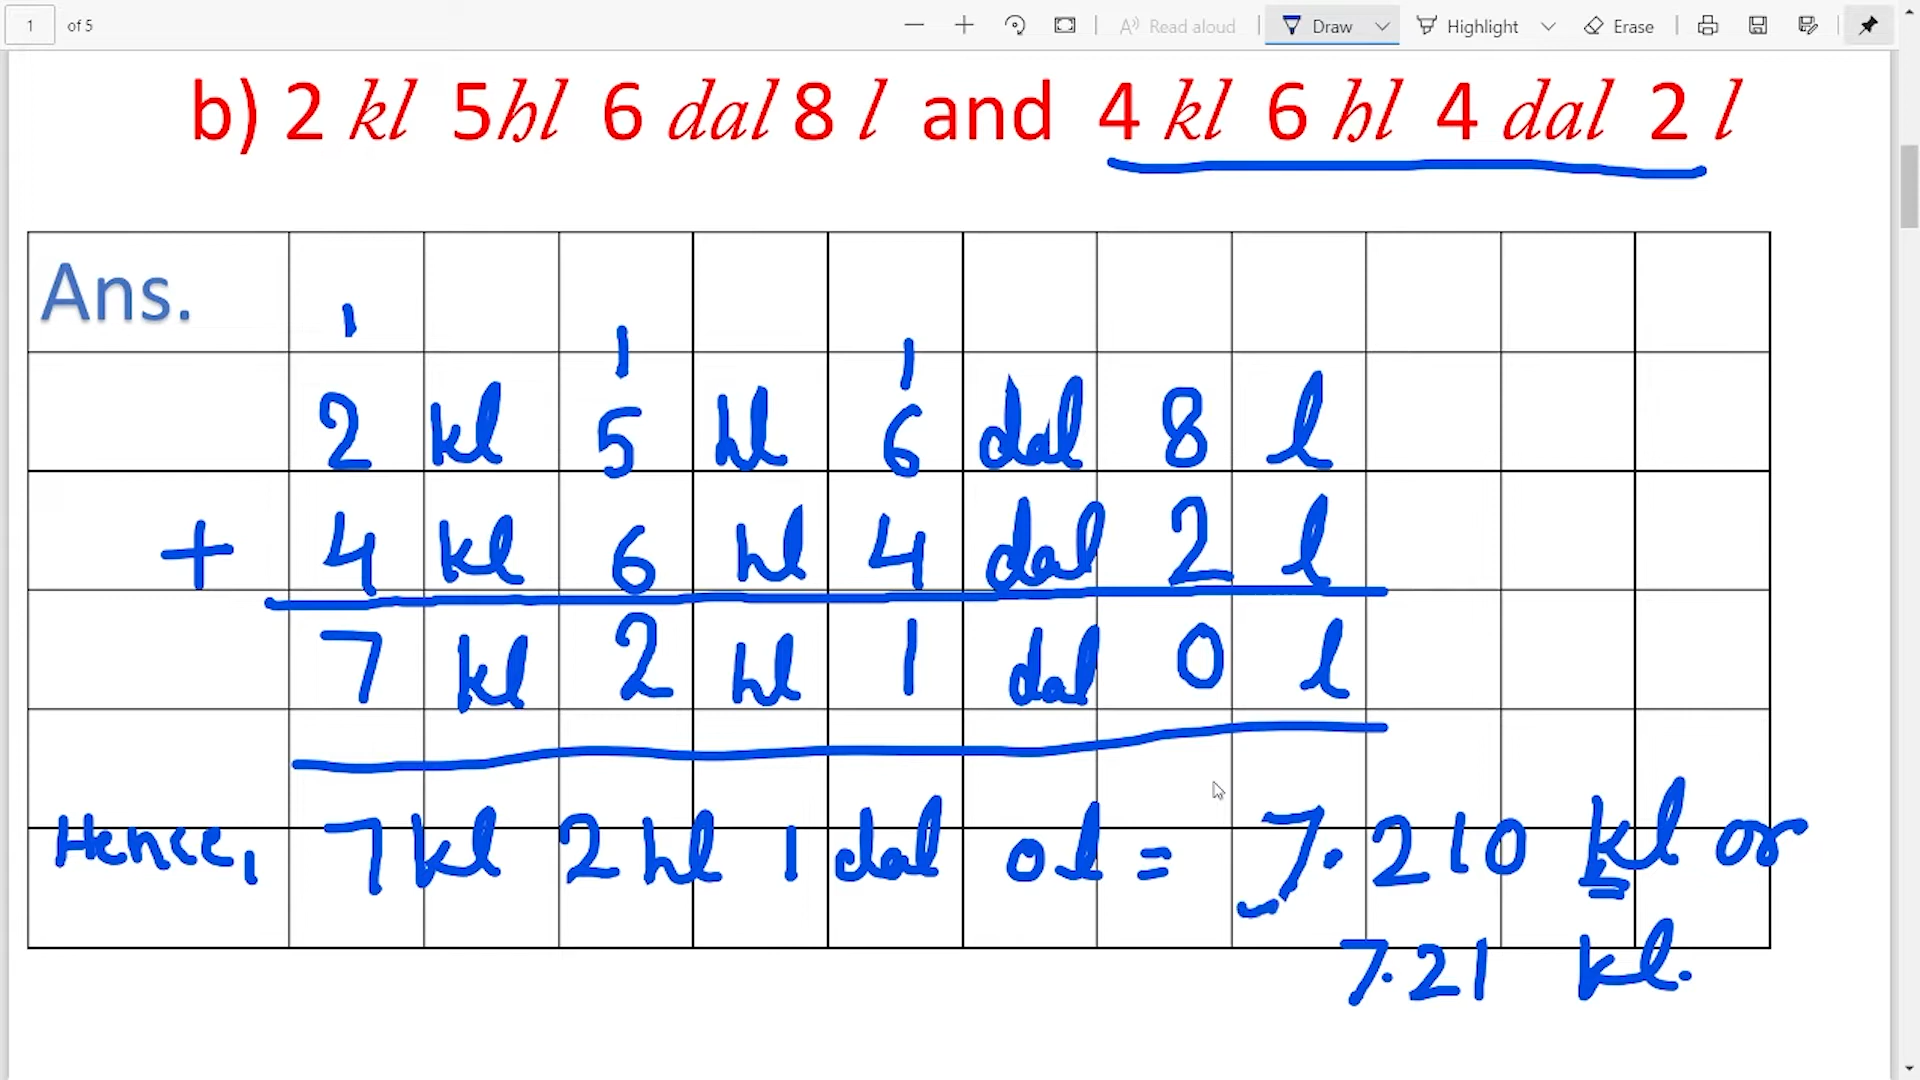 1 of 5 Read aloud Draw Highlight Erase
b) 2 kl 5hl 6 dal 8 l and 4 kl 6 hl 4 dal 2 l
Ans.
1 1 1
2 kl 5 hl 6 dal 8 l
+ 4 kl 6 hl 4 dal 2 l
7 kl 2 hl 1 dal 0 l
Hence, 7 kl 2 hl 1 dal 0 l = 7.210 kl or
7.21 kl.